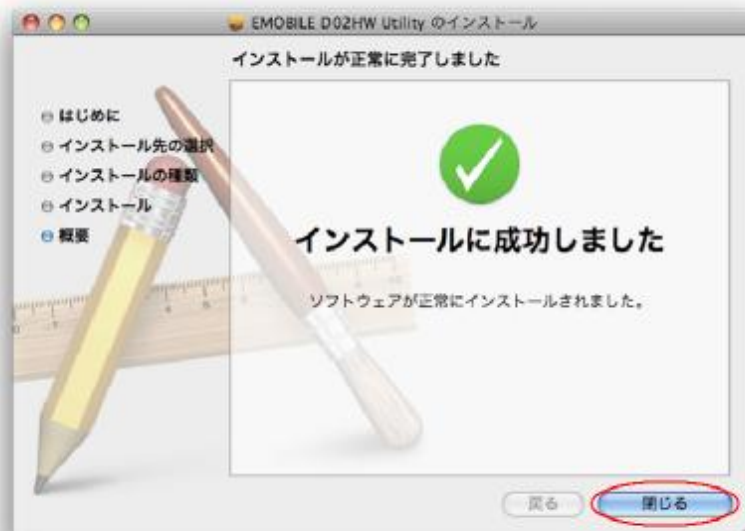 EMOBILE D02HW Utility のインストール
インストールが正常に完了しました
はじめに
インストール先の選択
インストールの種類
インストール
概要
インストールに成功しました
ソフトウェアが正常にインストールされました。
戻る
閉じる